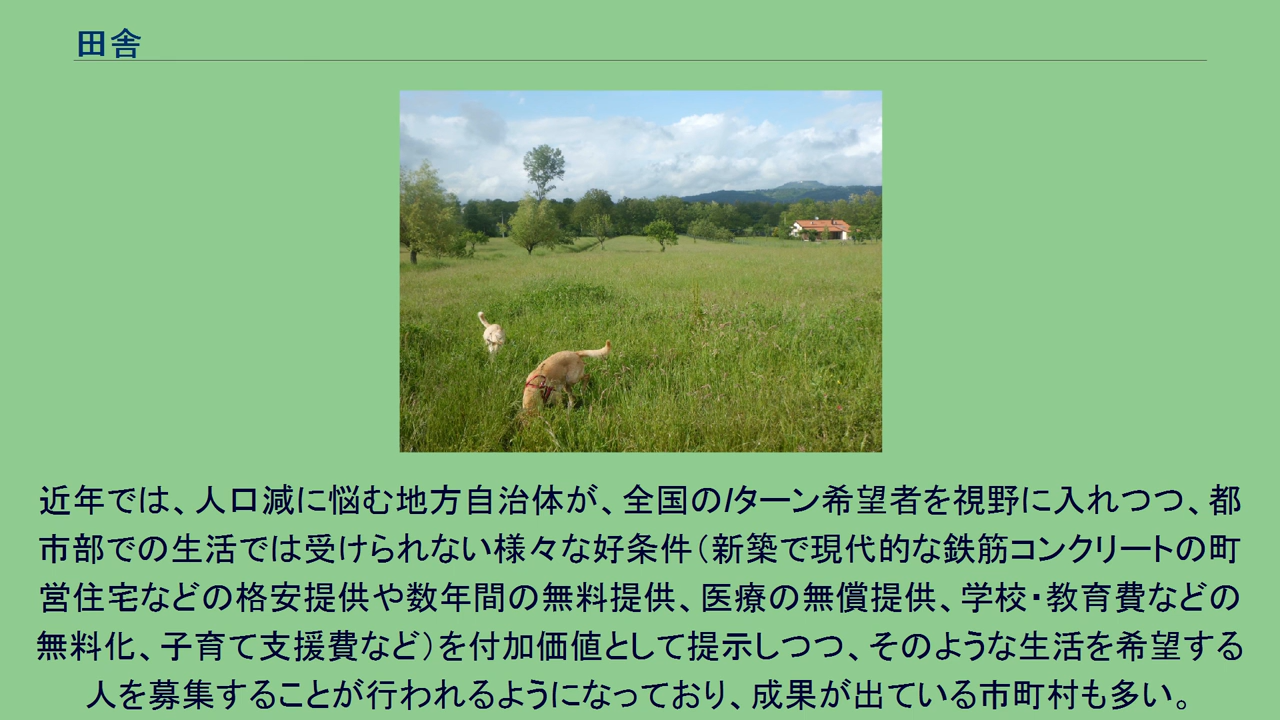 田舎
近年では、人口減に悩む地方自治体が、全国のIターン希望者を視野に入れつつ、都
市部での生活では受けられない様々な好条件（新築で現代的な鉄筋コンクリートの町
営住宅などの格安提供や数年間の無料提供、医療の無償提供、学校・教育費などの
無料化、子育て支援費など）を付加価値として提示しつつ、そのような生活を希望する
人を募集することが行われるようになっており、成果が出ている市町村も多い。